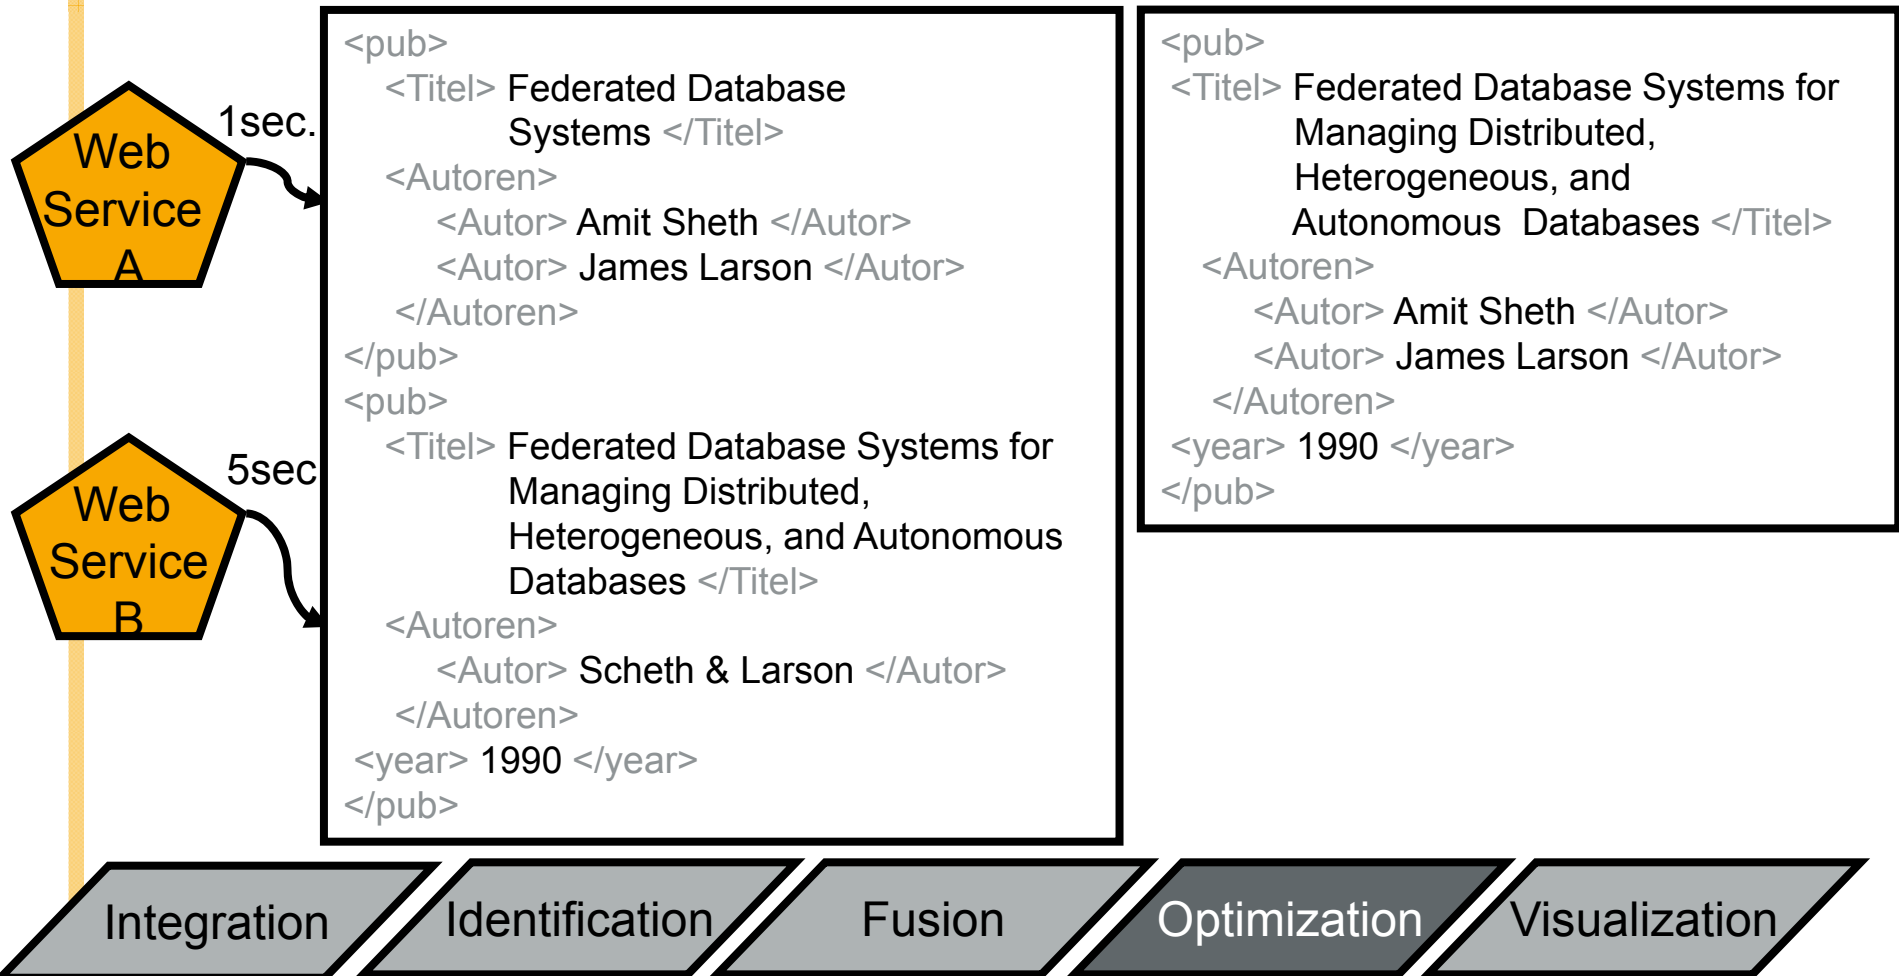 Web
Service
A
1sec.
Web
Service
B
5sec
<pub>
<Titel> Federated Database
Systems </Titel>
<Autoren>
<Autor> Amit Sheth </Autor>
<Autor> James Larson </Autor>
</Autoren>
</pub>
<pub>
<Titel> Federated Database Systems for
Managing Distributed,
Heterogeneous, and Autonomous
Databases </Titel>
<Autoren>
<Autor> Scheth & Larson </Autor>
</Autoren>
<year> 1990 </year>
</pub>
<pub>
<Titel> Federated Database Systems for
Managing Distributed,
Heterogeneous, and
Autonomous Databases </Titel>
<Autoren>
<Autor> Amit Sheth </Autor>
<Autor> James Larson </Autor>
</Autoren>
<year> 1990 </year>
</pub>
Integration
Identification
Fusion
Optimization
Visualization